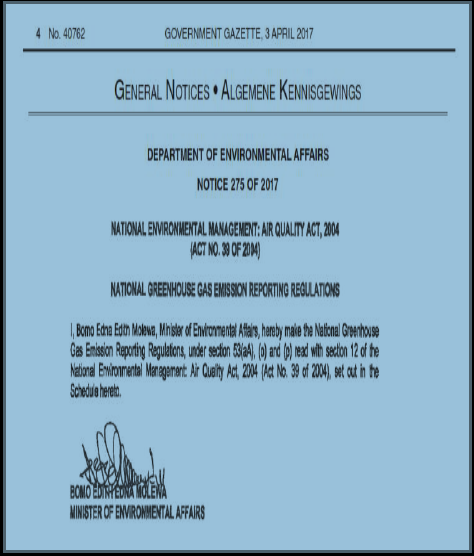 4 No. 40762 GOVERNMENT GAZETTE, 3 APRIL 2017
GENERAL NOTICES • ALGEMENE KENNISGEWINGS
DEPARTMENT OF ENVIRONMENTAL AFFAIRS
NOTICE 275 OF 2017
NATIONAL ENVIRONMENTAL MANAGEMENT: AIR QUALITY ACT, 2004
(ACT NO. 39 OF 2004)
NATIONAL GREENHOUSE GAS EMISSION REPORTING REGULATIONS
I, Bomo Edna Edith Molewa, Minister of Environmental Affairs, hereby make the National Greenhouse
Gas Emission Reporting Regulations, under section 53(aA), (o) and (p) read with section 12 of the
National Environmental Management: Air Quality Act, 2004 (Act No. 39 of 2004), set out in the
Schedule hereto.
BOMO EDITH EDNA MOLEWA
MINISTER OF ENVIRONMENTAL AFFAIRS